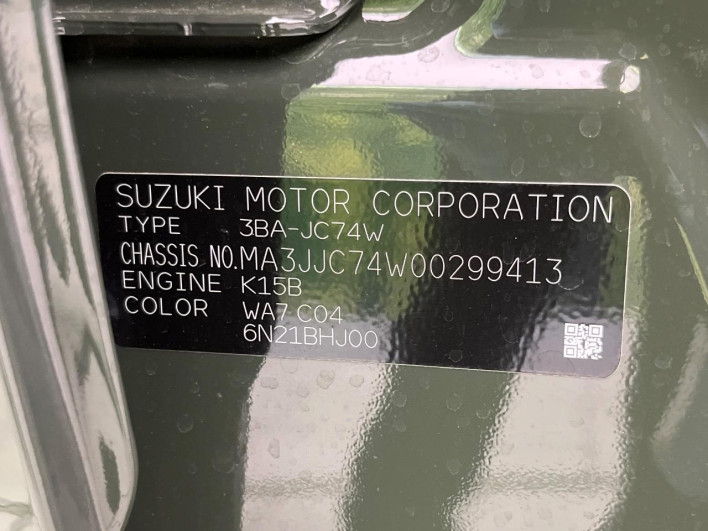 SUZUKI MOTOR CORPORATION
TYPE 3BA-JC74W
CHASSIS NO. MA3JJC74W00299413
ENGINE K15B
COLOR WA7 C04
6N21BHJ00